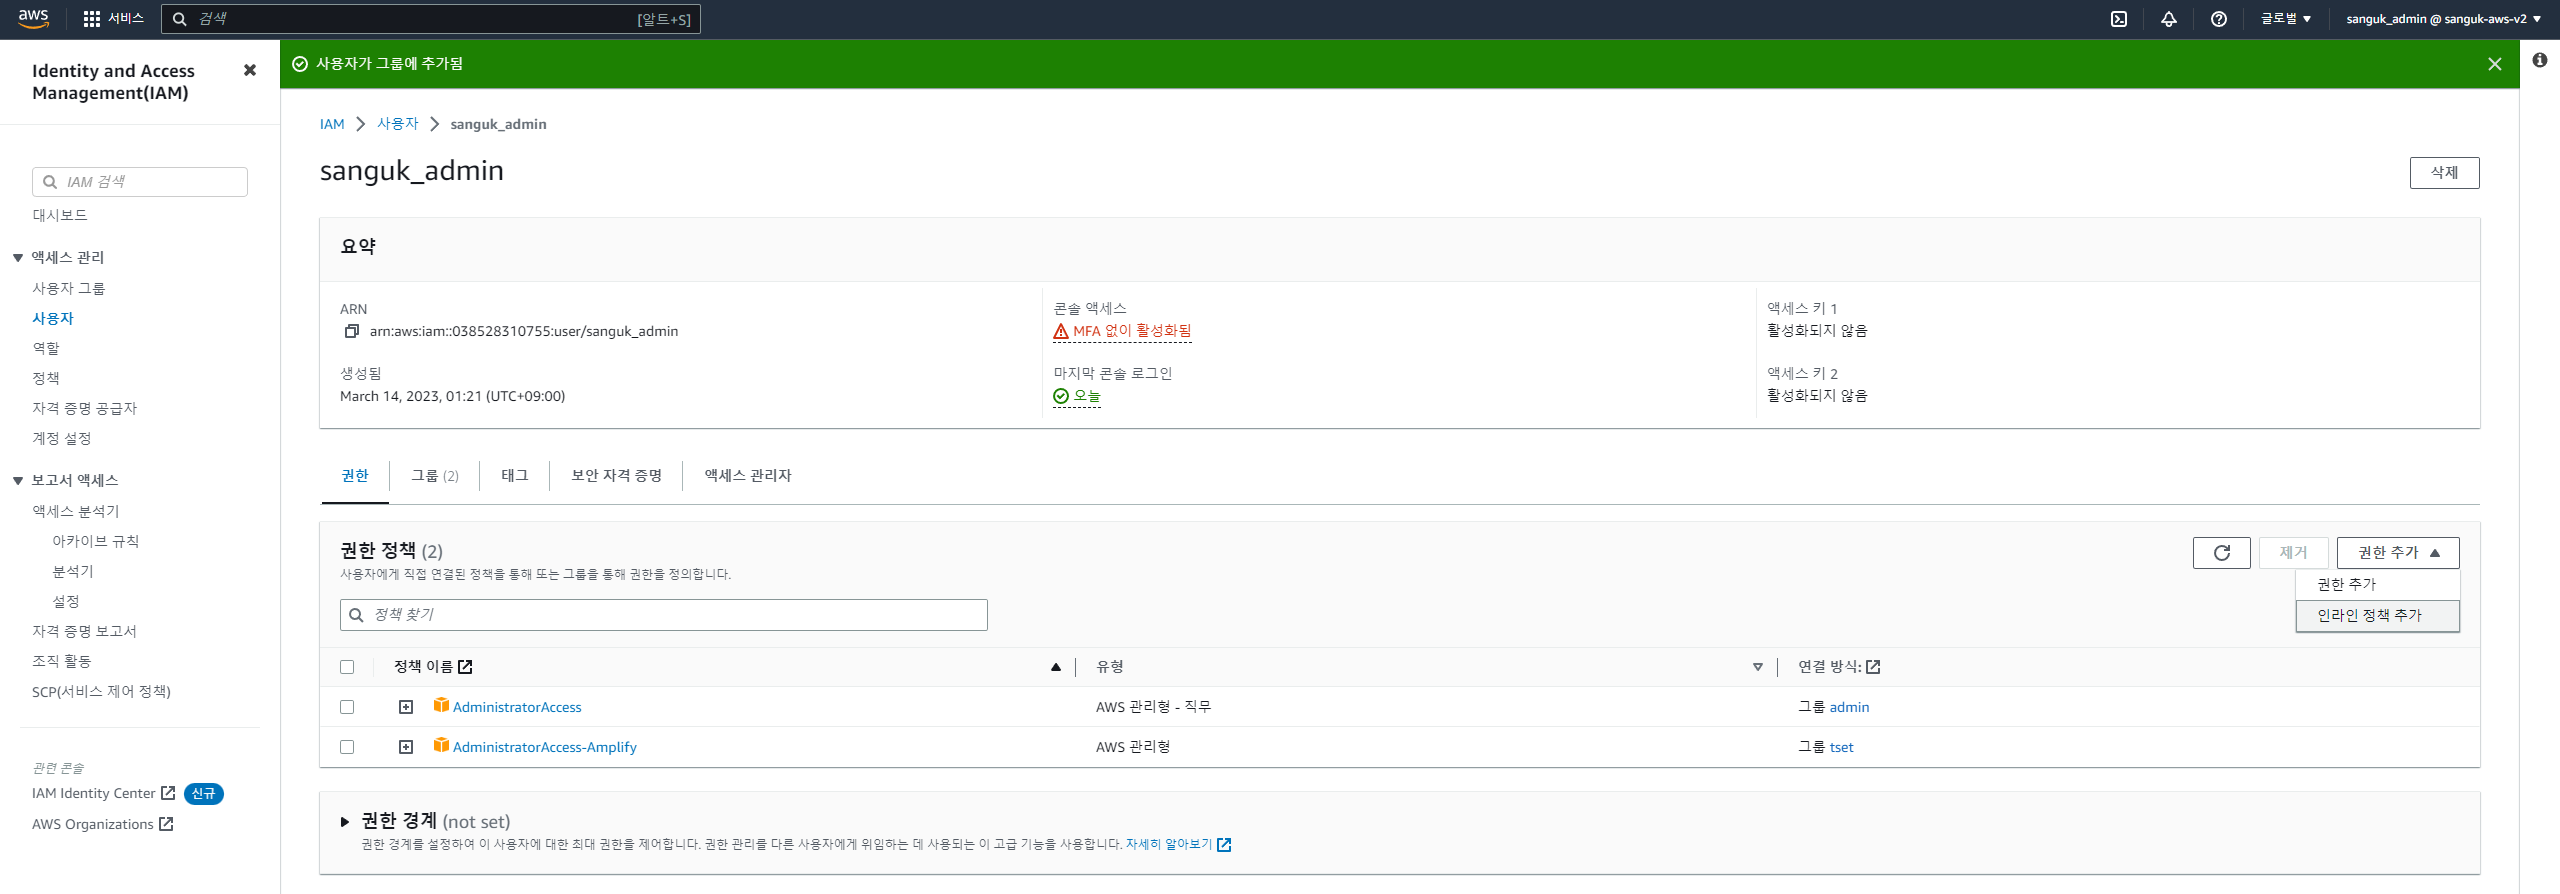 aws
서비스
검색
[알트+S]
글로벌
sanguk_admin @ sanguk-aws-v2
Identity and Access Management(IAM)
IAM 검색
대시보드
액세스 관리
사용자 그룹
사용자
역할
정책
자격 증명 공급자
계정 설정
보고서 액세스
액세스 분석기
아카이브 규칙
분석기
설정
자격 증명 보고서
조직 활동
SCP(서비스 제어 정책)
관련 콘솔
IAM Identity Center 신규
AWS Organizations
사용자가 그룹에 추가됨
IAM 사용자 sanguk_admin
sanguk_admin
삭제
요약
ARN
arn:aws:iam::038528310755:user/sanguk_admin
생성됨
March 14, 2023, 01:21 (UTC+09:00)
콘솔 액세스
MFA 없이 활성화됨
마지막 콘솔 로그인
오늘
액세스 키 1
활성화되지 않음
액세스 키 2
활성화되지 않음
권한 그룹 (2) 태그 보안 자격 증명 액세스 관리자
권한 정책 (2)
사용자에게 직접 연결된 정책을 통해 또는 그룹을 통해 권한을 정의합니다.
제거
권한 추가
권한 추가
인라인 정책 추가
정책 찾기
정책 이름 유형 연결 방식:
AdministratorAccess AWS 관리형 - 직무 그룹 admin
AdministratorAccess-Amplify AWS 관리형 그룹 tset
권한 경계 (not set)
권한 경계를 설정하여 이 사용자에 대한 최대 권한을 제어합니다. 권한 관리를 다른 사용자에게 위임하는 데 사용되는 이 고급 기능을 사용합니다. 자세히 알아보기